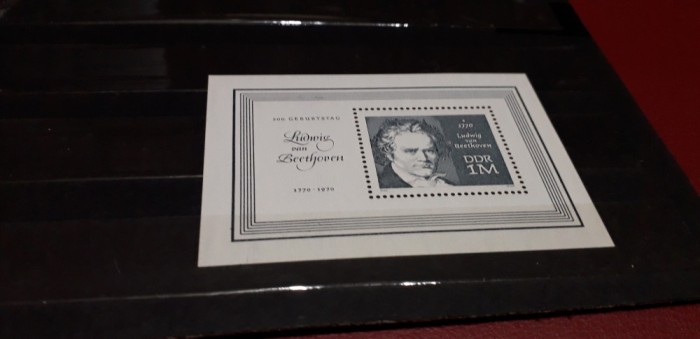 200. GEBURTSTAG
Ludwig
van
Beethoven
1770 - 1970
* 1770
Ludwig
van
Beethoven
DDR
1M